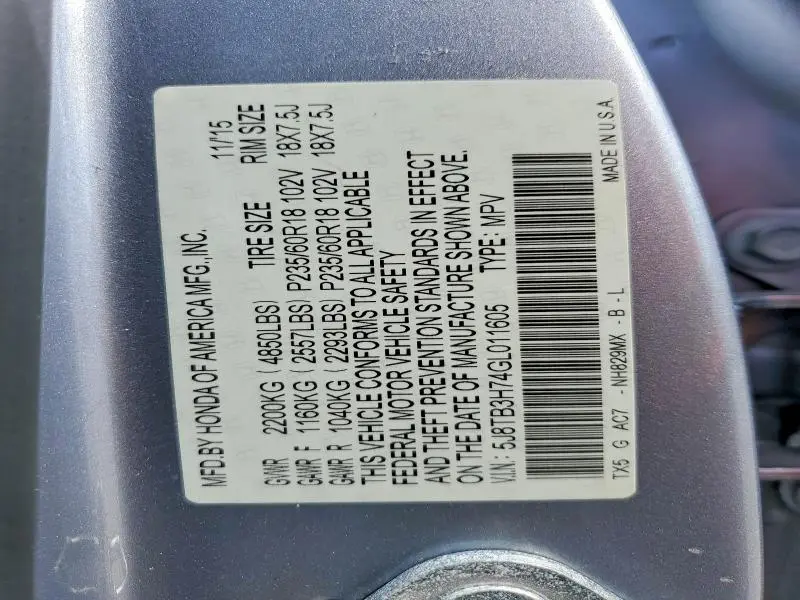 MFD.BY HONDA OF AMERICA MFG.,INC. 11/15
GVWR 2200KG ( 4850LBS) TIRE SIZE RIM SIZE
GAWR F 1160KG ( 2557LBS) P235/60R18 102V 18X7.5J
GAWR R 1040KG ( 2293LBS) P235/60R18 102V 18X7.5J
THIS VEHICLE CONFORMS TO ALL APPLICABLE
FEDERAL MOTOR VEHICLE SAFETY
AND THEFT PREVENTION STANDARDS IN EFFECT
ON THE DATE OF MANUFACTURE SHOWN ABOVE.
V.I.N.: 5J8TB3H74GL011605 TYPE: MPV
TX5 G AC7 - NH829MX - B - L MADE IN U.S.A.